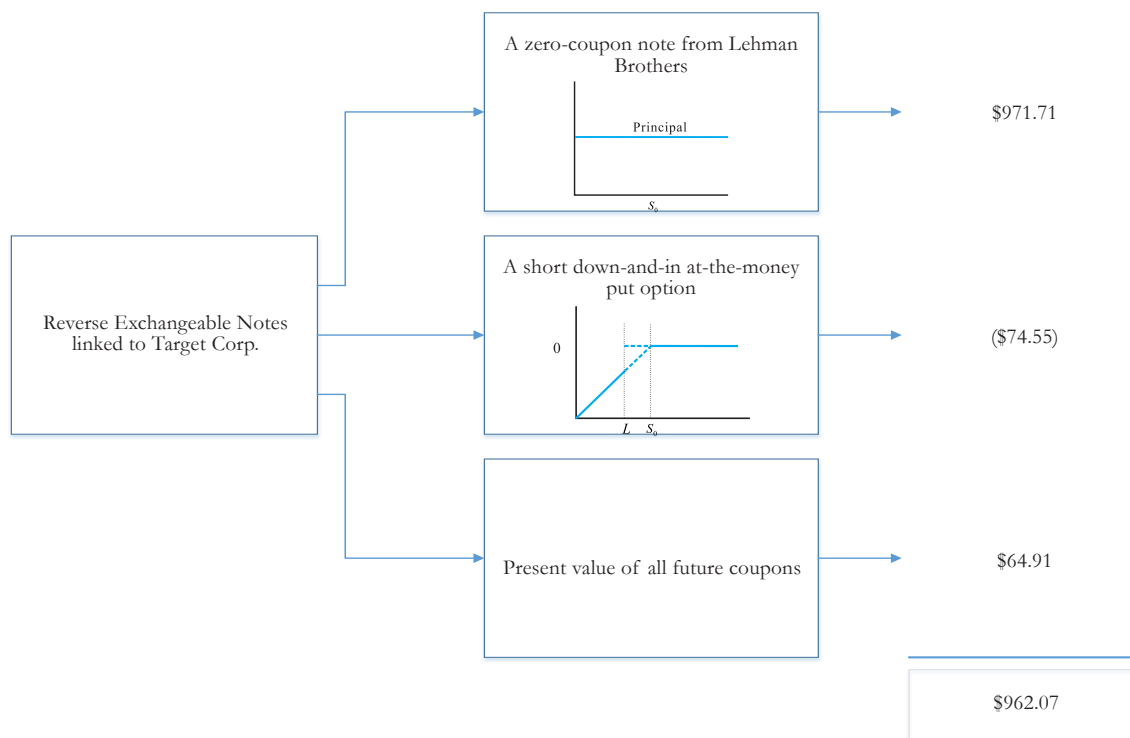 A zero-coupon note from Lehman
Brothers
Principal
S₀
$971.71
Reverse Exchangeable Notes
linked to Target Corp.
A short down-and-in at-the-money
put option
0
L S₀
($74.55)
Present value of all future coupons
$64.91
$962.07